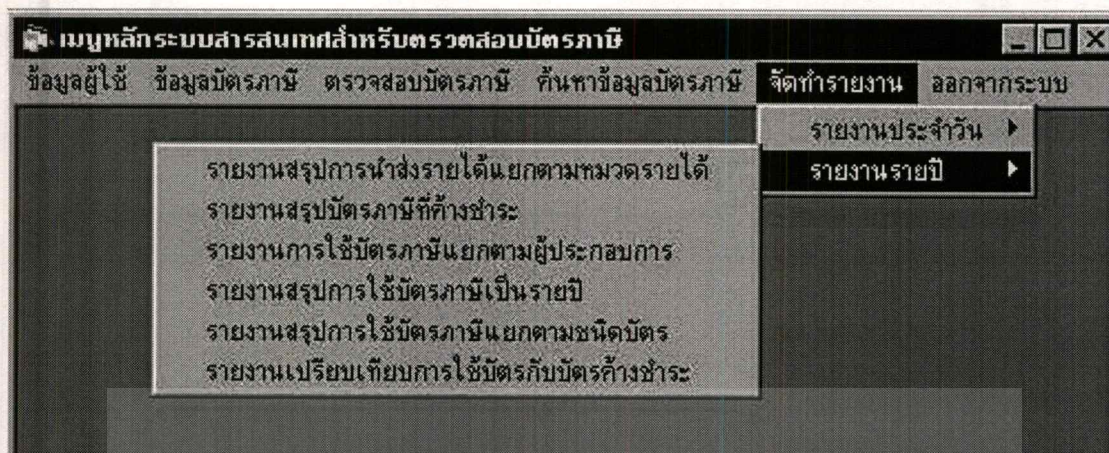 เมนูหลักระบบสารสนเทศสำหรับตรวจสอบบัตรภาษี
ข้อมูลผู้ใช้ ข้อมูลบัตรภาษี ตรวจสอบบัตรภาษี ค้นหาข้อมูลบัตรภาษี จัดทำรายงาน ออกจากระบบ
รายงานประจำวัน
รายงานรายปี
รายงานสรุปการนำส่งรายได้แยกตามหมวดรายได้
รายงานสรุปบัตรภาษีที่ค้างชำระ
รายงานการใช้บัตรภาษีแยกตามผู้ประกอบการ
รายงานสรุปการใช้บัตรภาษีเป็นรายปี
รายงานสรุปการใช้บัตรภาษีแยกตามชนิดบัตร
รายงานเปรียบเทียบการใช้บัตรกับบัตรค้างชำระ